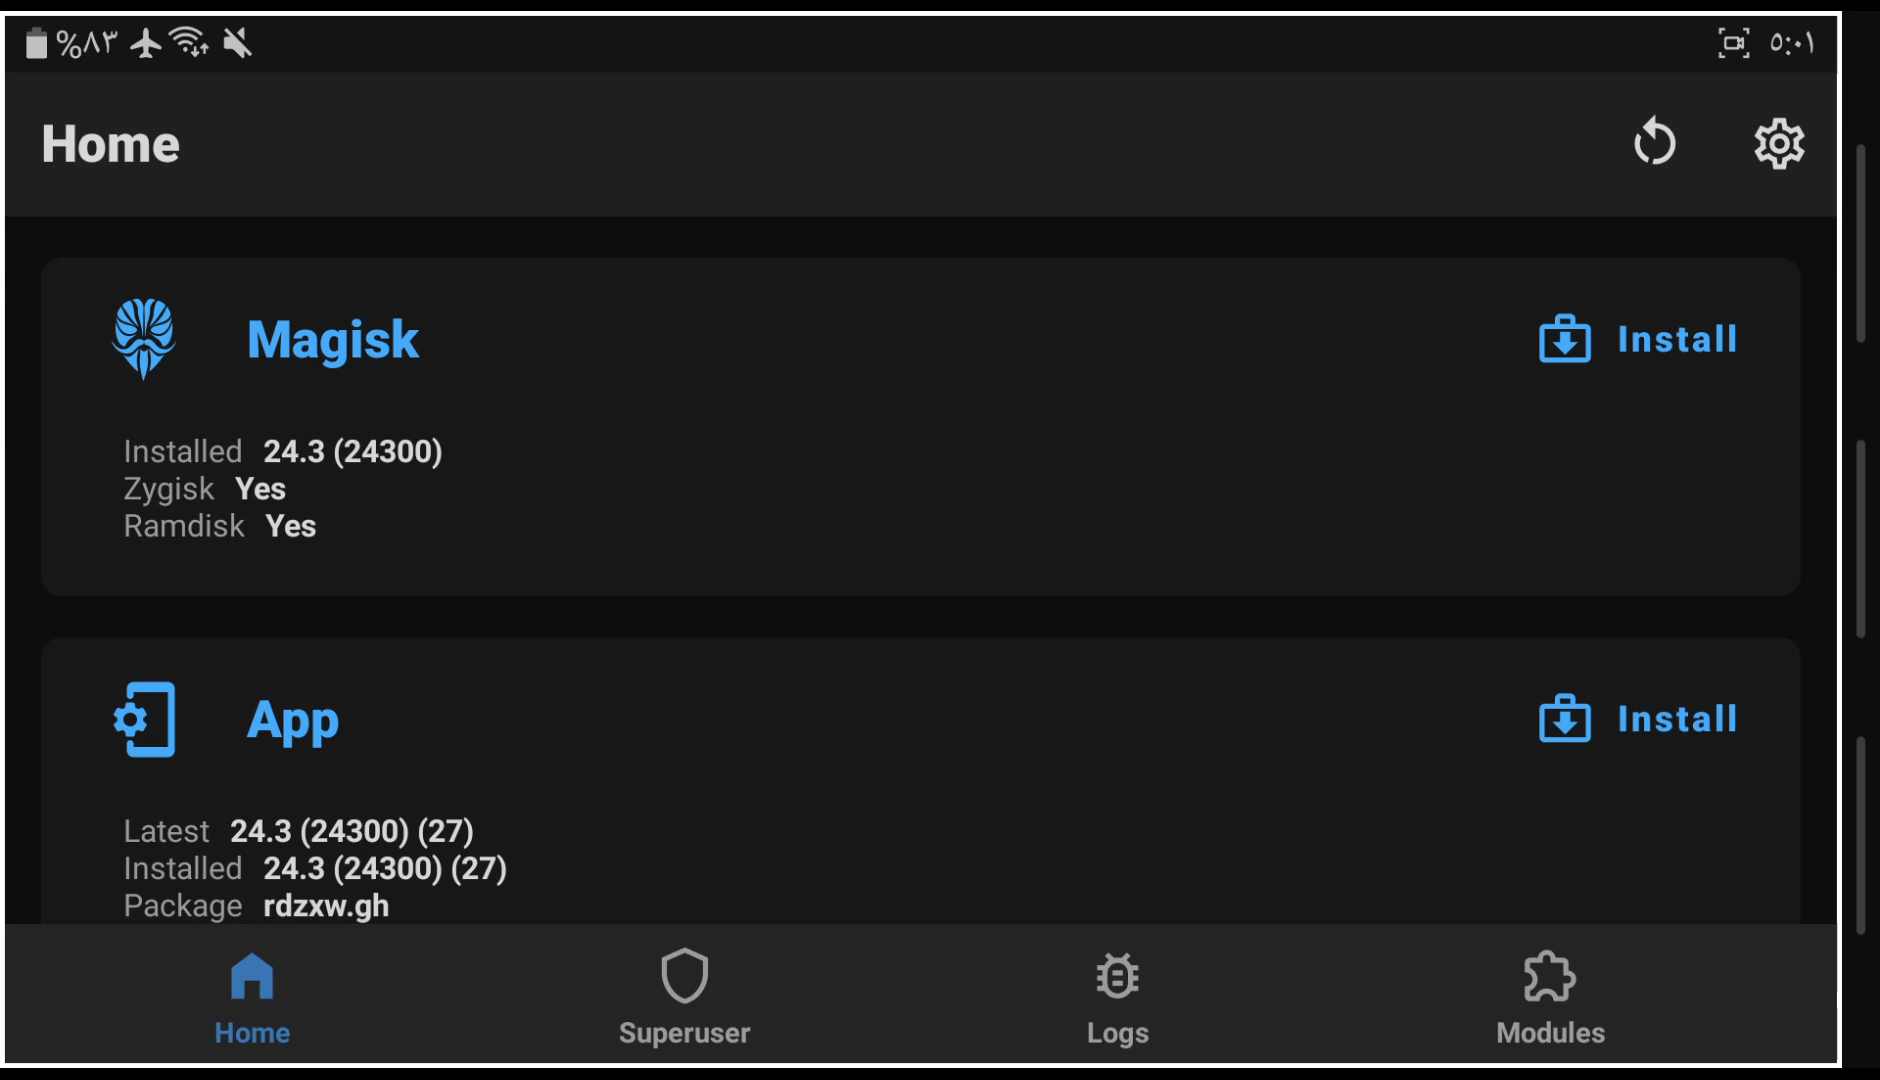 %٨٣
٥:٠١
Home
Magisk
Install
Installed 24.3 (24300)
Zygisk Yes
Ramdisk Yes
App
Install
Latest 24.3 (24300) (27)
Installed 24.3 (24300) (27)
Package rdzxw.gh
Home
Superuser
Logs
Modules